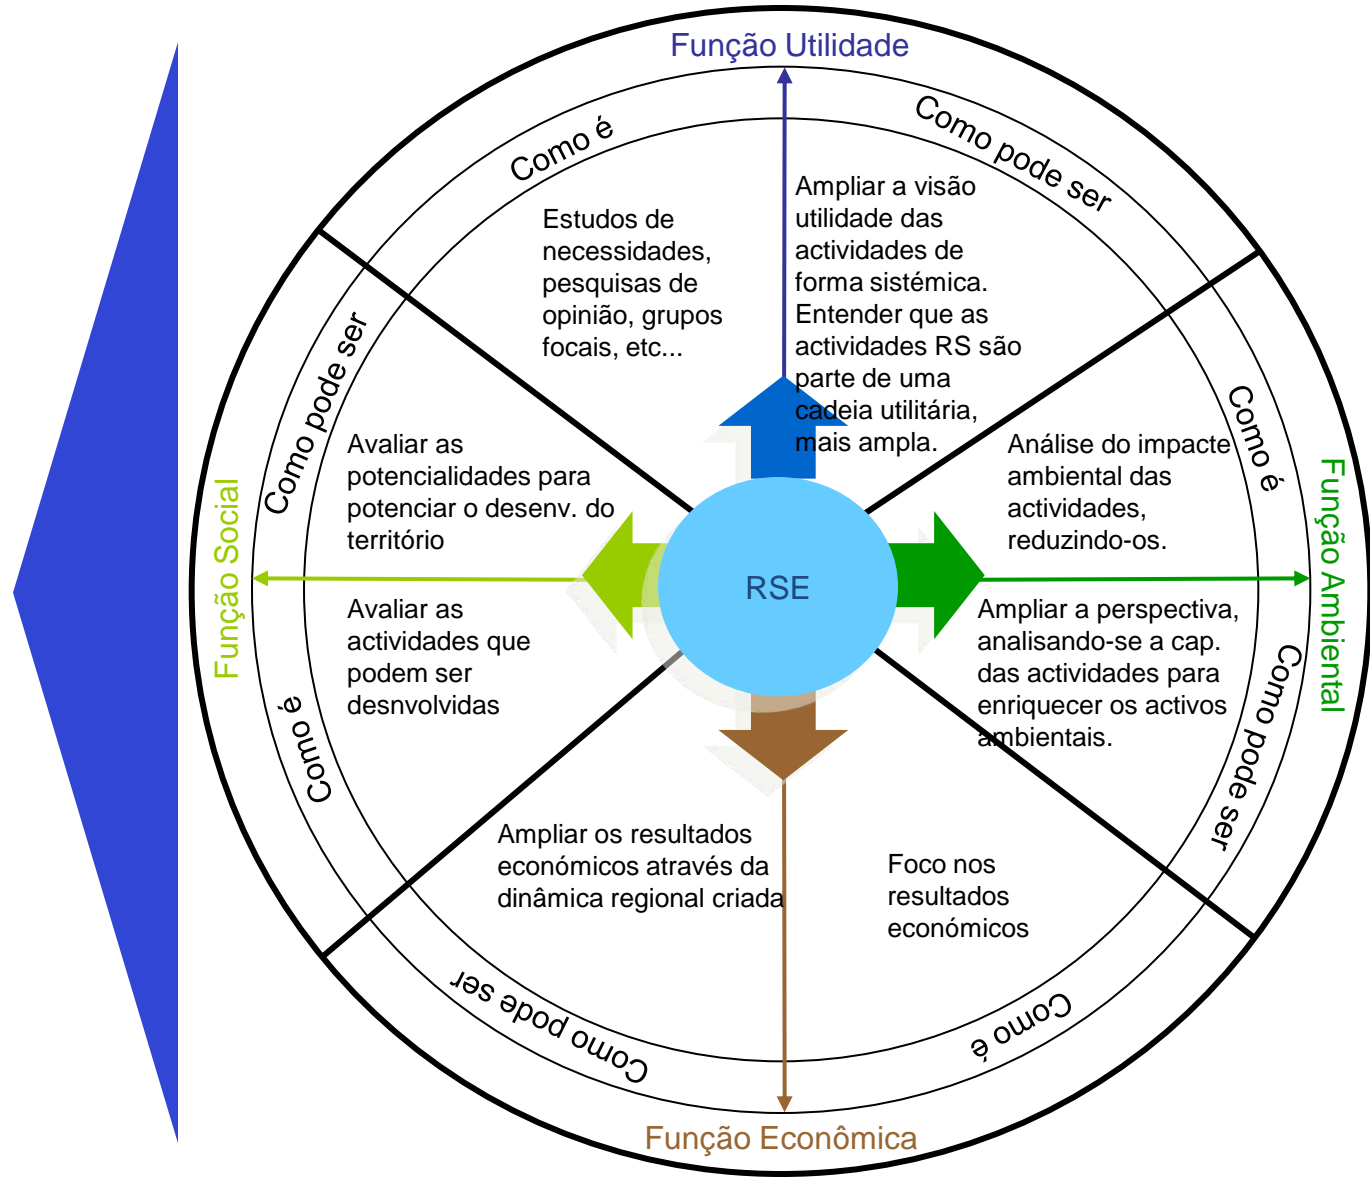 Função Utilidade
Como é
Como pode ser
Estudos de
necessidades,
pesquisas de
opinião, grupos
focais, etc...
Ampliar a visão
utilidade das
actividades de
forma sistémica.
Entender que as
actividades RS são
parte de uma
cadeia utilitária,
mais ampla.
Função Social
Como pode ser
Avaliar as
potencialidades para
potenciar o desenv. do
território
Como é
Avaliar as
actividades que
podem ser
desnvolvidas
RSE
Função Ambiental
Como é
Análise do impacte
ambiental das
actividades,
reduzindo-os.
Como pode ser
Ampliar a perspectiva,
analisando-se a cap.
das actividades para
enriquecer os activos
ambientais.
Ampliar os resultados
económicos através da
dinâmica regional criada
Como pode ser
Foco nos
resultados
económicos
Como é
Função Econômica